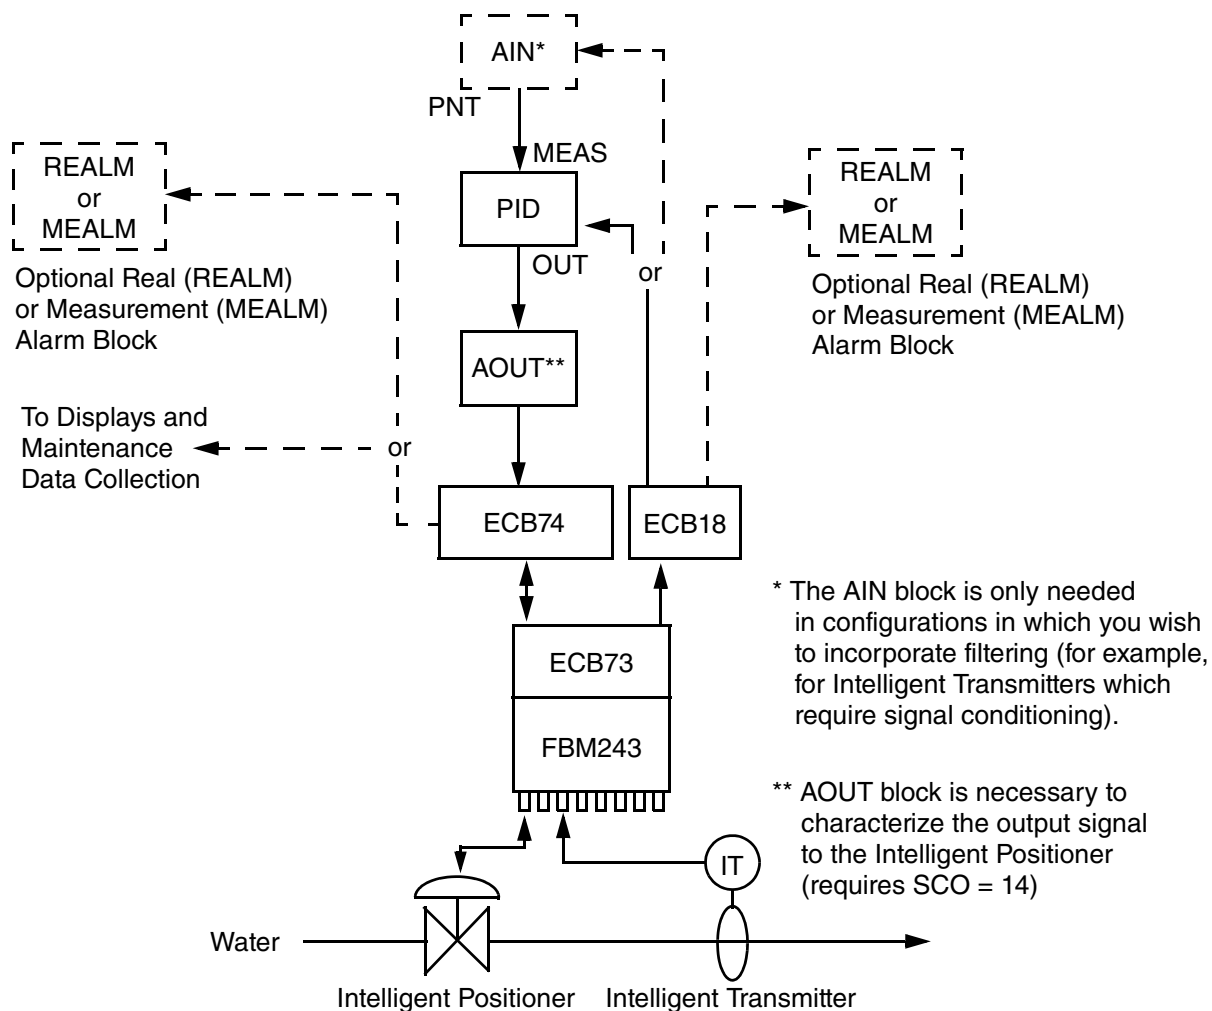 AIN*
PNT
MEAS
REALM
or
MEALM
PID
REALM
or
MEALM
OUT
or
Optional Real (REALM)
or Measurement (MEALM)
Alarm Block
Optional Real (REALM)
or Measurement (MEALM)
Alarm Block
AOUT**
To Displays and
Maintenance
Data Collection
or
ECB74
ECB18
* The AIN block is only needed
in configurations in which you wish
to incorporate filtering (for example,
for Intelligent Transmitters which
require signal conditioning).
ECB73
FBM243
** AOUT block is necessary to
characterize the output signal
to the Intelligent Positioner
(requires SCO = 14)
IT
Water
Intelligent Positioner
Intelligent Transmitter